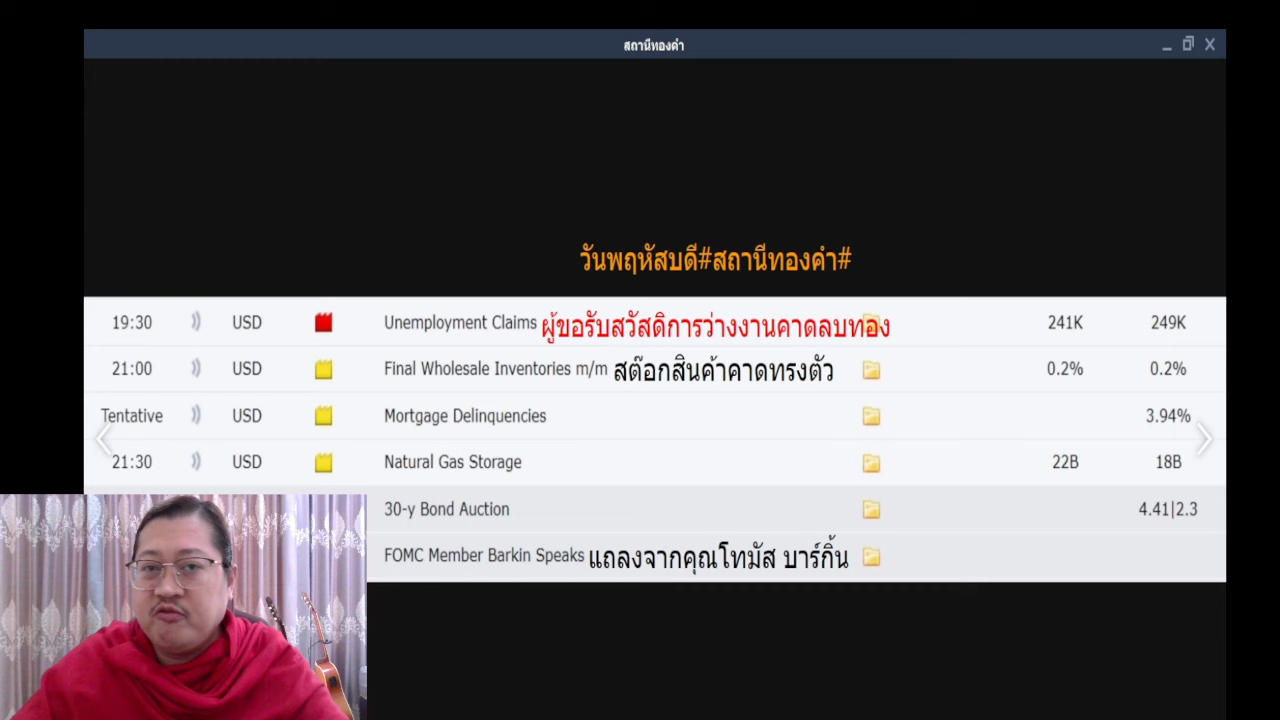 สถานีทองคำ
วันพฤหัสบดี#สถานีทองคำ#
19:30 USD Unemployment Claims ผู้ขอรับสวัสดิการว่างงานคาดลบทอง 241K 249K
21:00 USD Final Wholesale Inventories m/m สต๊อกสินค้าคาดทรงตัว 0.2% 0.2%
Tentative USD Mortgage Delinquencies 3.94%
21:30 USD Natural Gas Storage 22B 18B
30-y Bond Auction 4.41|2.3
FOMC Member Barkin Speaks แถลงจากคุณโทมัส บาร์กิ้น